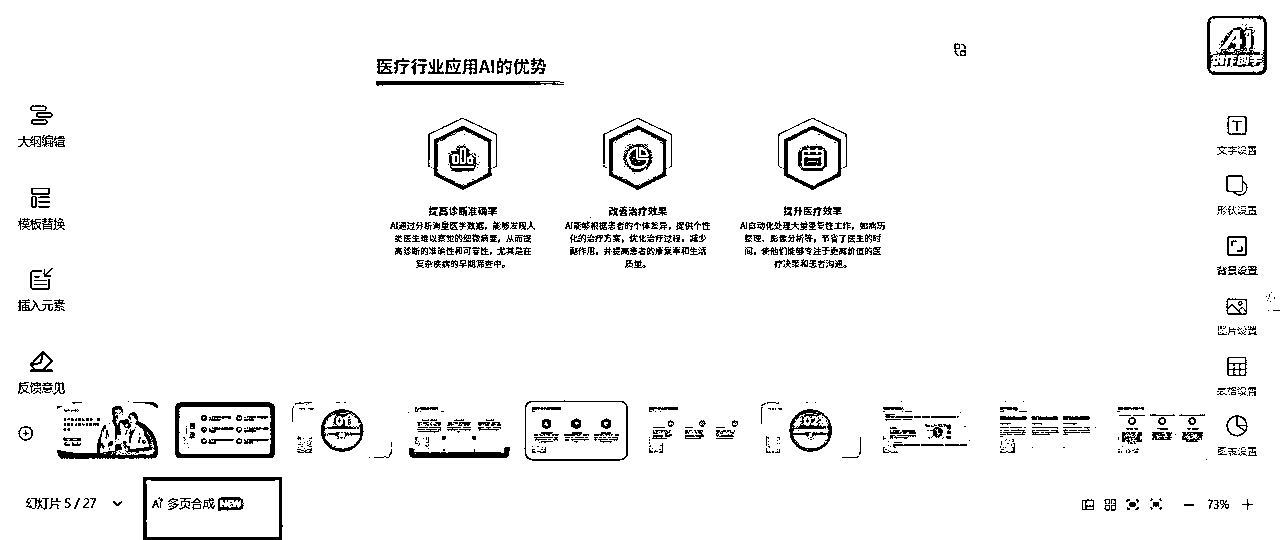 医疗行业应用AI的优势
大纲编辑
模板替换
插入元素
反馈意见
提高诊断准确率
AI通过分析海量医学数据，能够发现人
类医生难以察觉的细微病变，从而提
高诊断的准确性和可靠性，尤其是在
复杂疾病的早期筛查中。
改善治疗效果
AI能够根据患者的个体差异，提供个性
化的治疗方案，优化治疗过程，减少
副作用，并提高患者的康复率和生活
质量。
提升医疗效率
AI自动化处理大量重复性工作，如病历
整理、影像分析等，节省了医生的时
间，使他们能够专注于更高价值的医
疗决策和患者沟通。
Ai
创作助手
文字设置
形状设置
背景设置
图片设置
表格设置
图表设置
幻灯片 5 / 27
AI 多页合成 NEW
73%